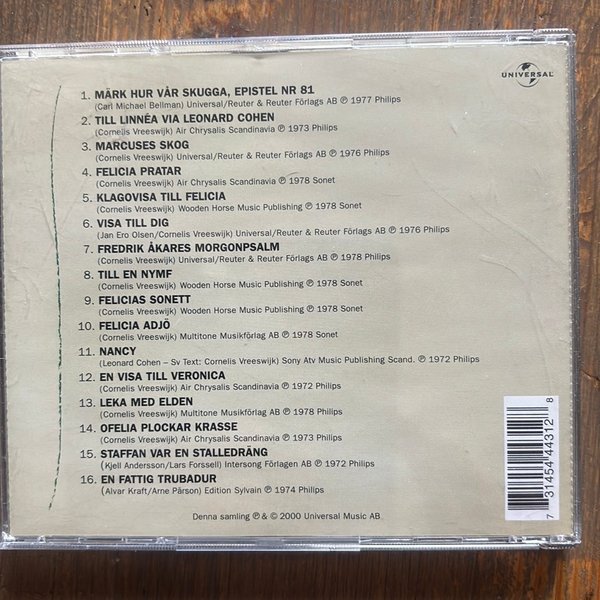 UNIVERSAL
1. MÄRK HUR VÅR SKUGGA, EPISTEL NR 81
(Carl Michael Bellman) Universal/Reuter & Reuter Förlags AB ℗ 1977 Philips
2. TILL LINNÉA VIA LEONARD COHEN
(Cornelis Vreeswijk) Air Chrysalis Scandinavia ℗ 1973 Philips
3. MARCUSES SKOG
(Cornelis Vreeswijk) Universal/Reuter & Reuter Förlags AB ℗ 1976 Philips
4. FELICIA PRATAR
(Cornelis Vreeswijk) Air Chrysalis Scandinavia ℗ 1978 Sonet
5. KLAGOVISA TILL FELICIA
(Cornelis Vreeswijk) Wooden Horse Music Publishing ℗ 1978 Sonet
6. VISA TILL DIG
(Jan Ero Olsen/Cornelis Vreeswijk) Universal/Reuter & Reuter Förlags AB ℗ 1976 Philips
7. FREDRIK ÅKARES MORGONPSALM
(Cornelis Vreeswijk) Universal/Reuter & Reuter Förlags AB ℗ 1978 Philips
8. TILL EN NYMF
(Cornelis Vreeswijk) Wooden Horse Music Publishing ℗ 1978 Sonet
9. FELICIAS SONETT
(Cornelis Vreeswijk) Wooden Horse Music Publishing ℗ 1978 Sonet
10. FELICIA ADJÖ
(Cornelis Vreeswijk) Multitone Musikförlag AB ℗ 1978 Sonet
11. NANCY
(Leonard Cohen – Sv Text: Cornelis Vreeswijk) Sony Atv Music Publishing Scand. ℗ 1972 Philips
12. EN VISA TILL VERONICA
(Cornelis Vreeswijk) Air Chrysalis Scandinavia ℗ 1972 Philips
13. LEKA MED ELDEN
(Cornelis Vreeswijk) Multitone Musikförlag AB ℗ 1978 Philips
14. OFELIA PLOCKAR KRASSE
(Cornelis Vreeswijk) Air Chrysalis Scandinavia ℗ 1973 Philips
15. STAFFAN VAR EN STALLEDRÄNG
(Kjell Andersson/Lars Forssell) Intersong Förlagen AB ℗ 1972 Philips
16. EN FATTIG TRUBADUR
(Alvar Kraft/Arne Pärson) Edition Sylvain ℗ 1974 Philips
Denna samling ℗ & © 2000 Universal Music AB
7 31454 44312 8